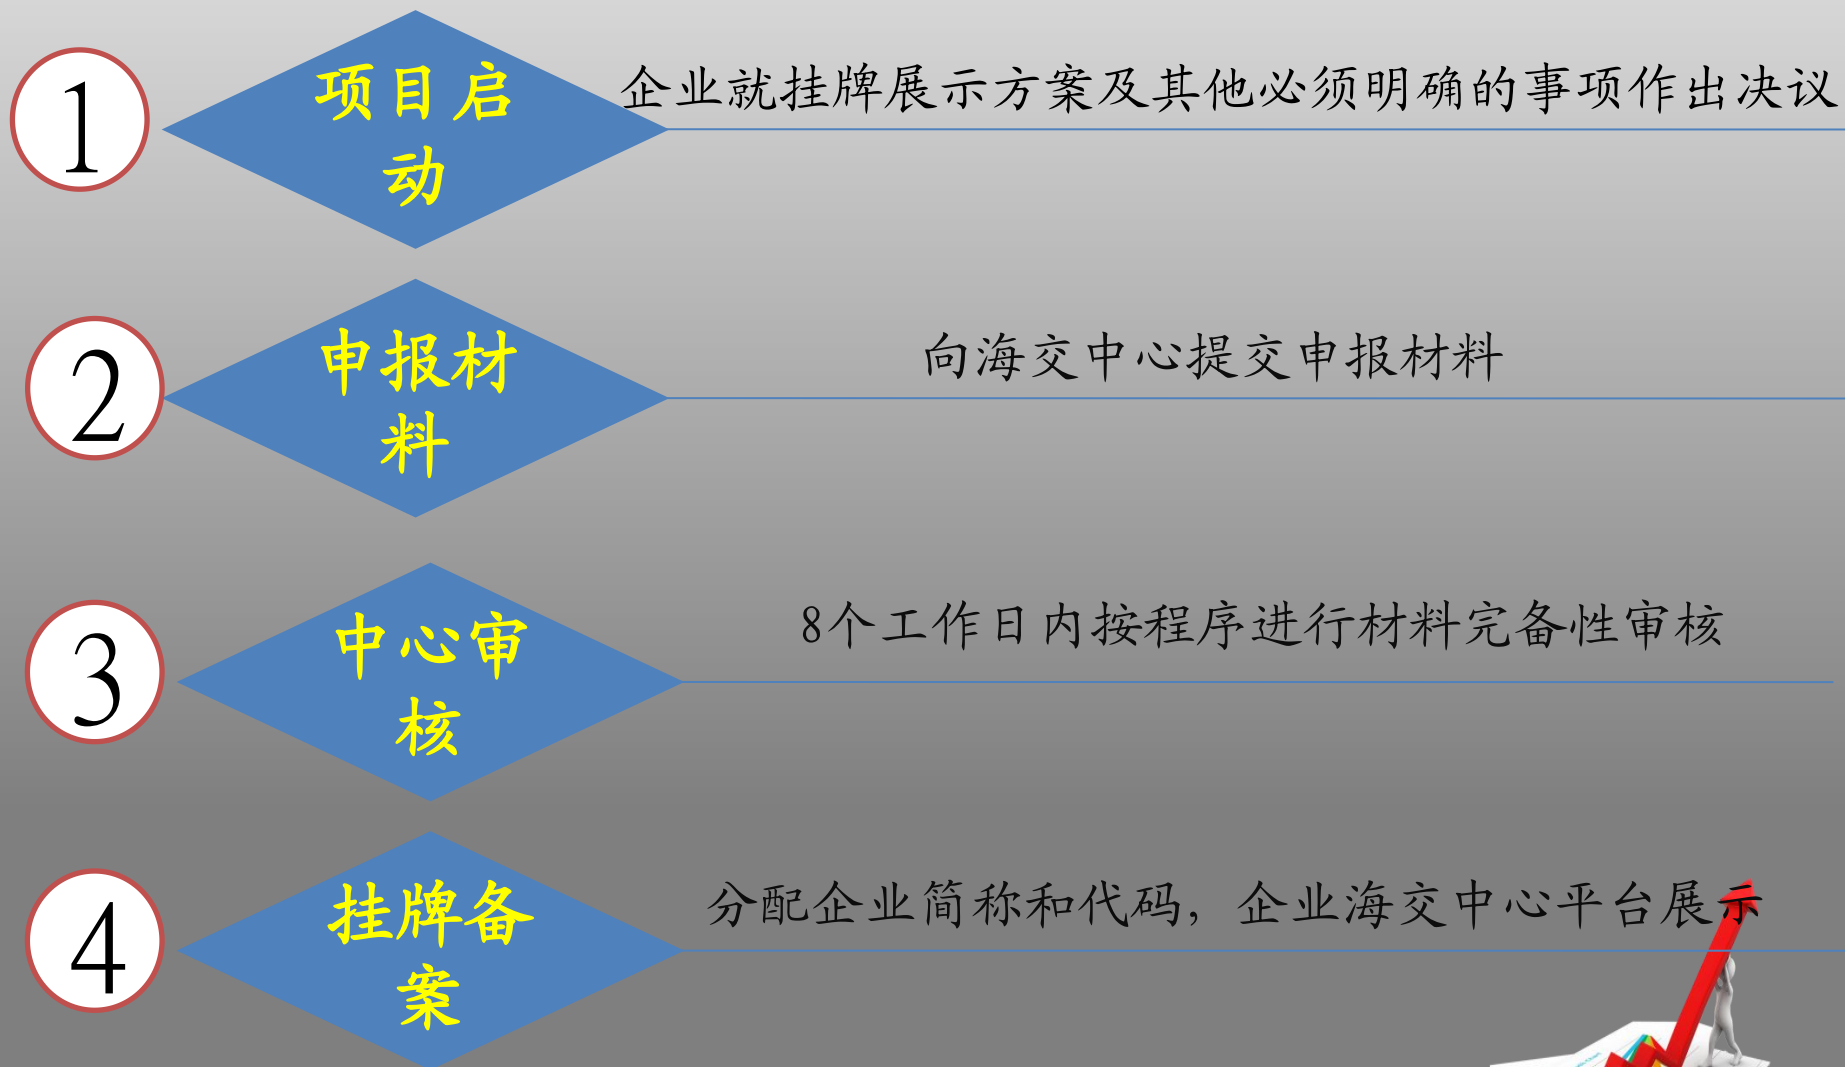 1
项目启
动
企业就挂牌展示方案及其他必须明确的事项作出决议
2
申报材
料
向海交中心提交申报材料
3
中心审
核
8个工作日内按程序进行材料完备性审核
4
挂牌备
案
分配企业简称和代码，企业海交中心平台展示